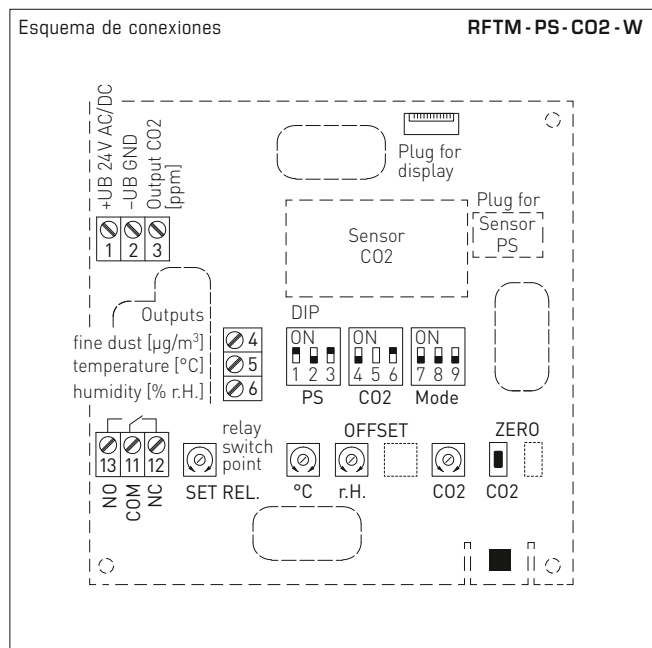 Esquema de conexiones
RFTM - PS - CO2 - W
+UB 24V AC/DC
–UB GND
Output CO2
[ppm]
1 2 3
Plug for
display
Plug for
Sensor
PS
Sensor
CO2
Outputs
fine dust [µg/m³]
temperature [°C]
humidity [% r.H.]
4
5
6
DIP
ON
1 2 3
PS
ON
4 5 6
CO2
ON
7 8 9
Mode
13 11 12
NO
COM
NC
relay
switch
point
SET REL.
OFFSET
°C
r.H.
CO2
ZERO
CO2